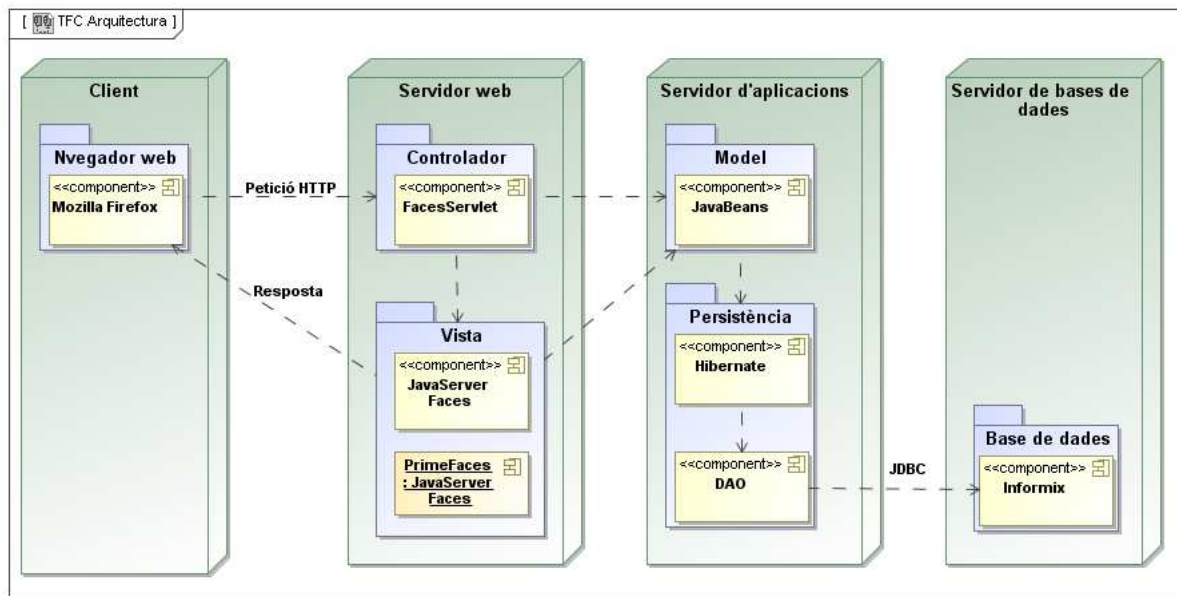 [ TFC Arquitectura ]
Client
Nvegador web
<<component>>
Mozilla Firefox
Petició HTTP
Resposta
Servidor web
Controlador
<<component>>
FacesServlet
Vista
<<component>>
JavaServer
Faces
PrimeFaces
: JavaServer
Faces
Servidor d'aplicacions
Model
<<component>>
JavaBeans
Persistència
<<component>>
Hibernate
<<component>>
DAO
JDBC
Servidor de bases de
dades
Base de dades
<<component>>
Informix